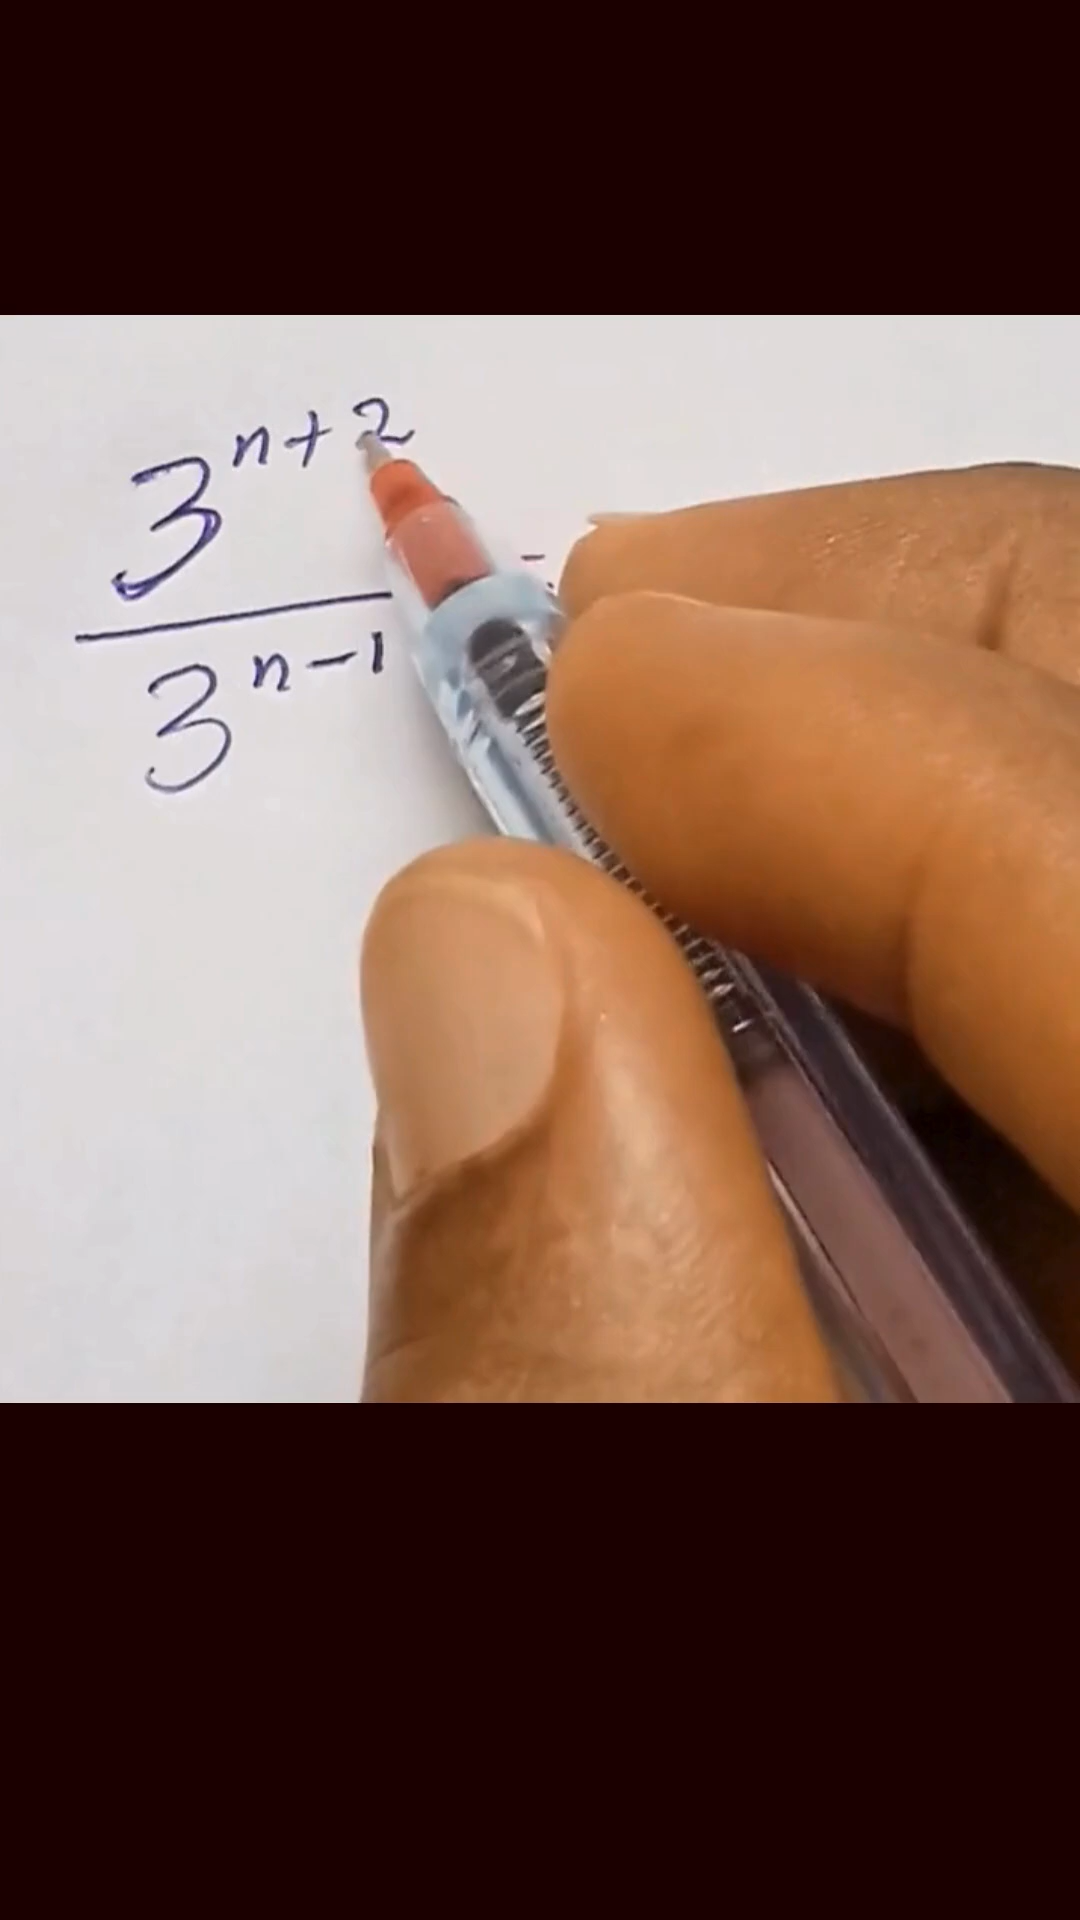 3^{n+2}
3^{n-1}
=